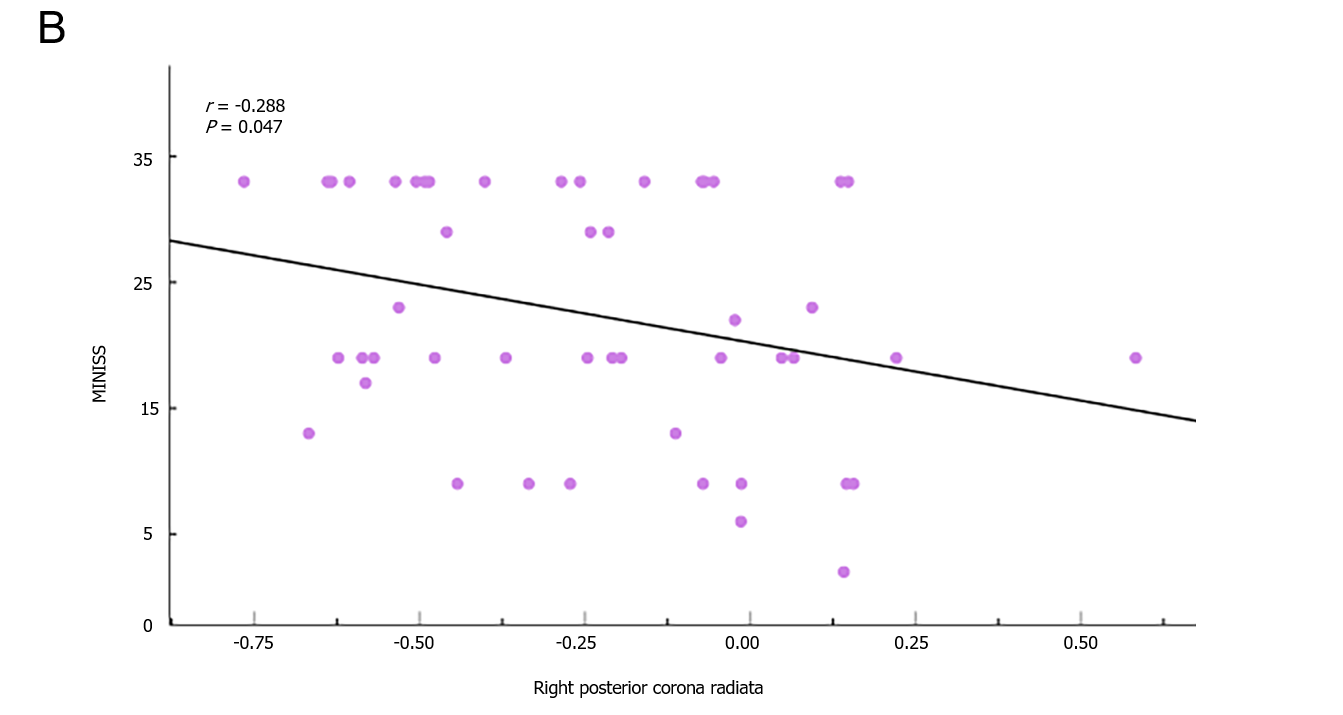 B
r = -0.288
P = 0.047
35
25
15
5
0
MINISS
-0.75 -0.50 -0.25 0.00 0.25 0.50
Right posterior corona radiata